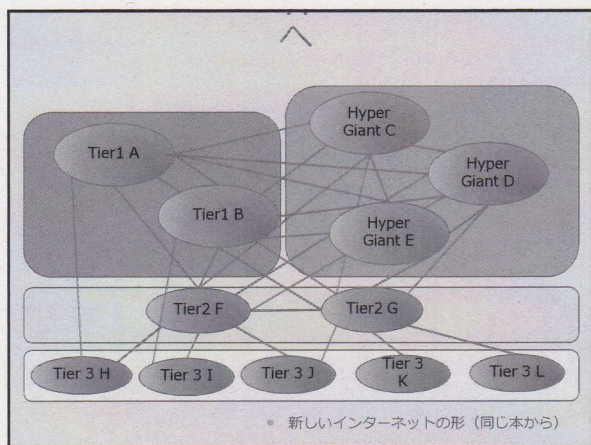 へ
Hyper
Giant C
Tier1 A
Hyper
Giant D
Tier1 B
Hyper
Giant E
Tier2 F
Tier2 G
Tier 3 H
Tier 3 I
Tier 3 J
Tier 3
K
Tier 3 L
• 新しいインターネットの形（同じ本から）